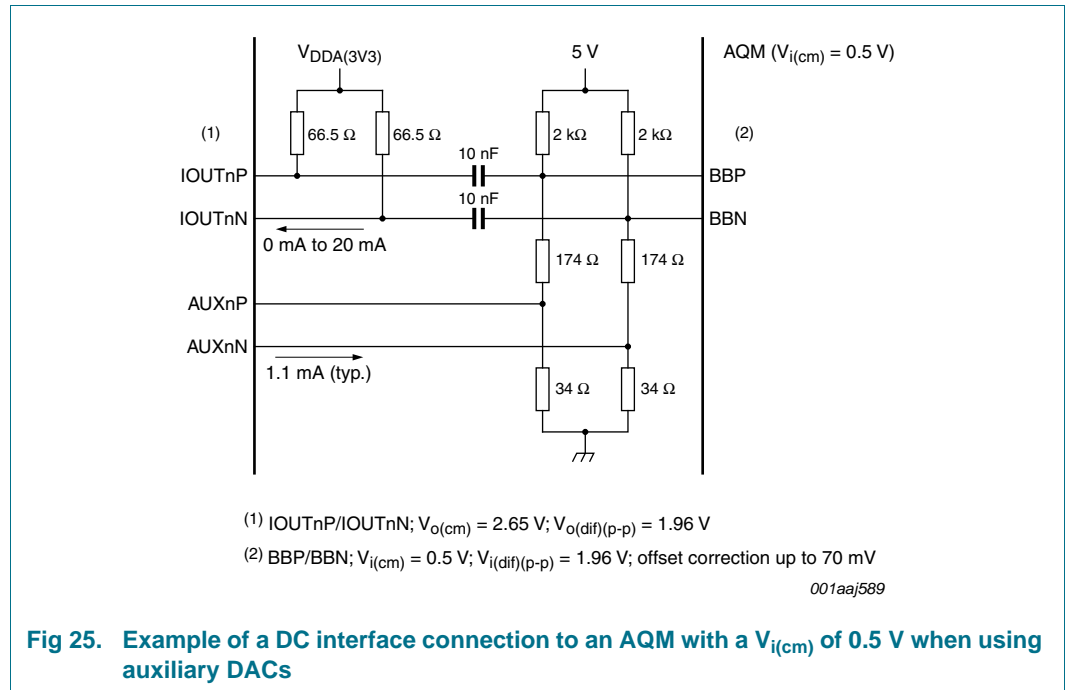 V_DDA(3V3) 5 V AQM (V_i(cm) = 0.5 V)
(1) 66.5 Ω 66.5 Ω 2 kΩ 2 kΩ (2)
10 nF
IOUTnP BBP
10 nF
IOUTnN BBN
0 mA to 20 mA
174 Ω 174 Ω
AUXnP
AUXnN
1.1 mA (typ.)
34 Ω 34 Ω
(1) IOUTnP/IOUTnN; V_o(cm) = 2.65 V; V_o(dif)(p-p) = 1.96 V
(2) BBP/BBN; V_i(cm) = 0.5 V; V_i(dif)(p-p) = 1.96 V; offset correction up to 70 mV
001aaj589
Fig 25. Example of a DC interface connection to an AQM with a V_i(cm) of 0.5 V when using
auxiliary DACs